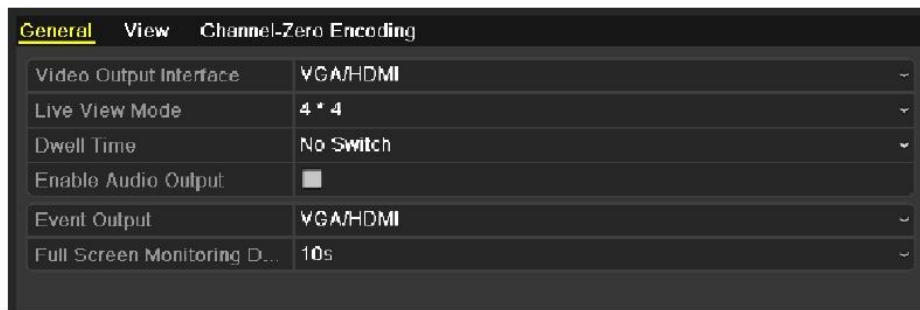 General View Channel-Zero Encoding
Video Output Interface VGA/HDMI
Live View Mode 4 * 4
Dwell Time No Switch
Enable Audio Output
Event Output VGA/HDMI
Full Screen Monitoring D... 10s